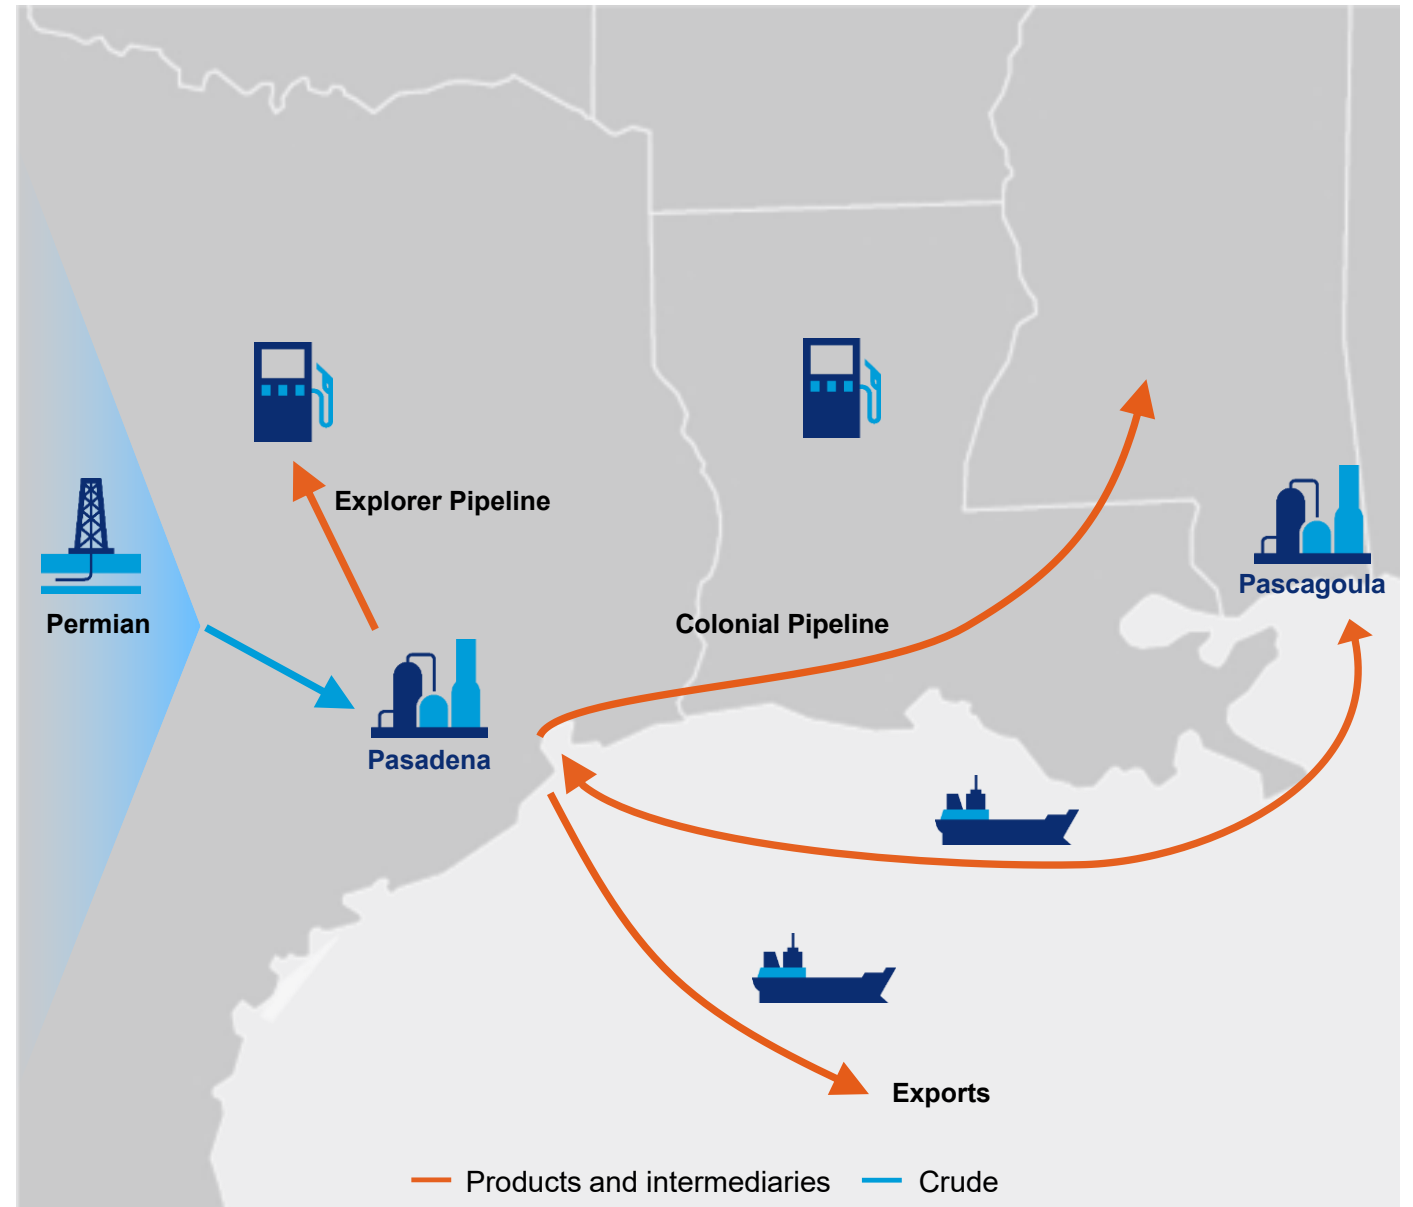 Explorer Pipeline
Pascagoula
Permian
Colonial Pipeline
Pasadena
Exports
Products and intermediaries
Crude